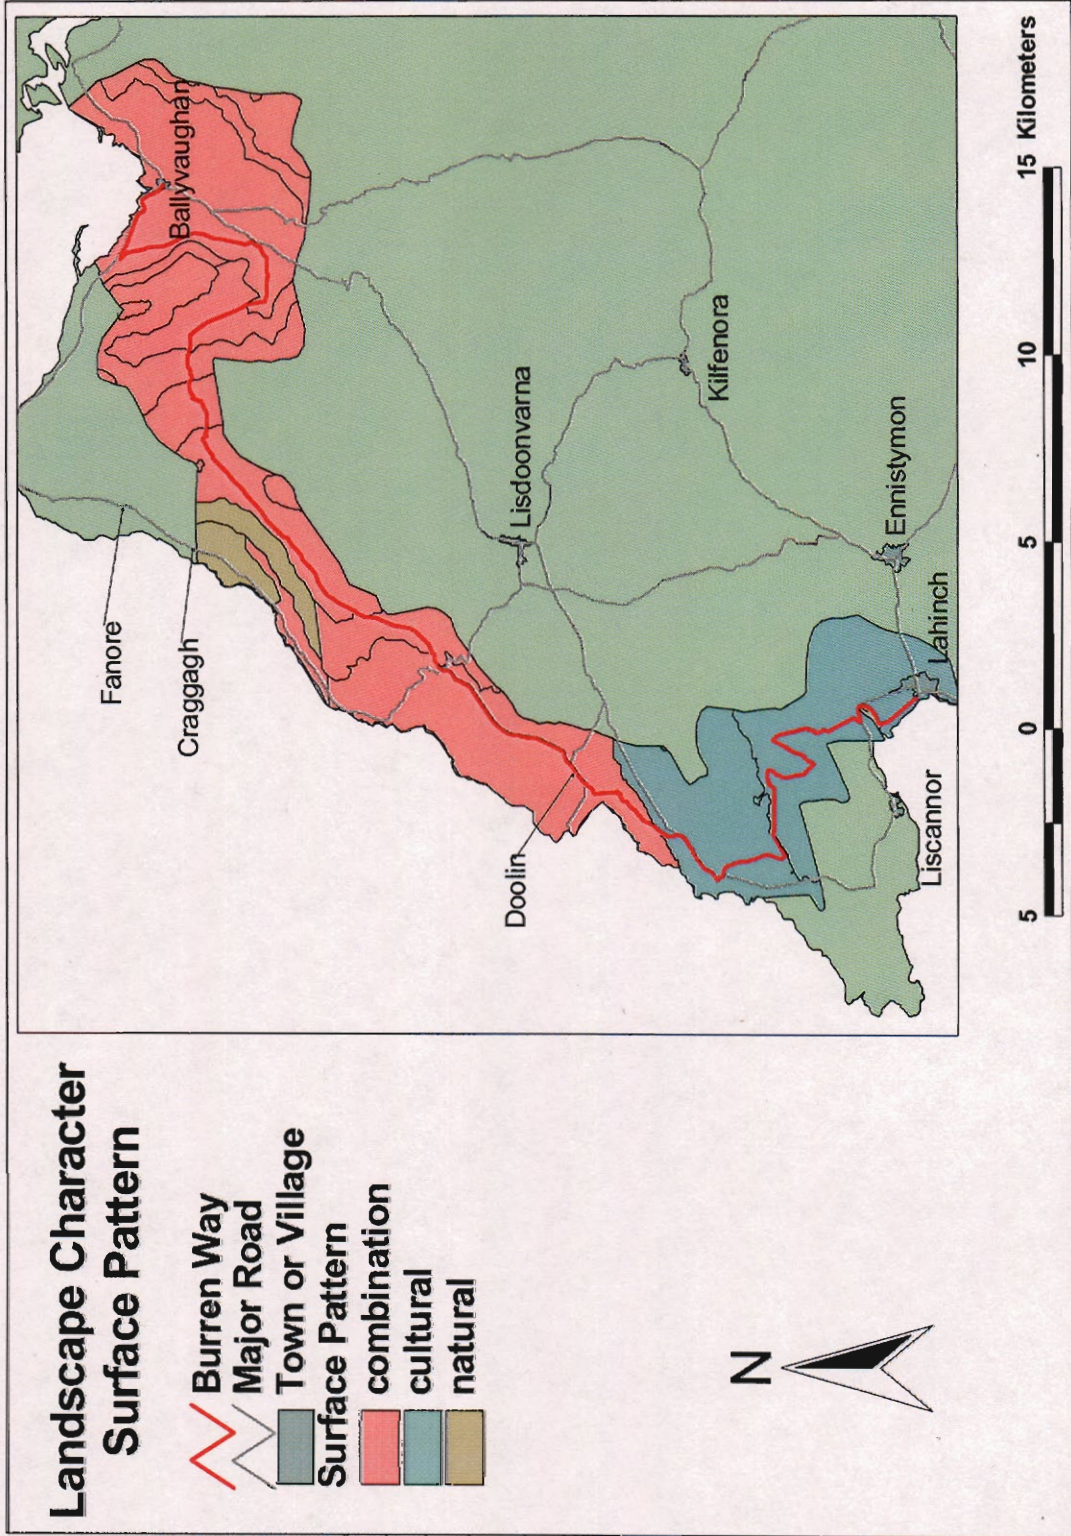 Landscape Character
Surface Pattern
Burren Way
Major Road
Town or Village
Surface Pattern
combination
cultural
natural
N
Fanore
Craggagh
Ballyvaughan
Doolin
Lisdoonvarna
Kilfenora
Ennistymon
Lahinch
Liscannor
5 0 5 10 15 Kilometers